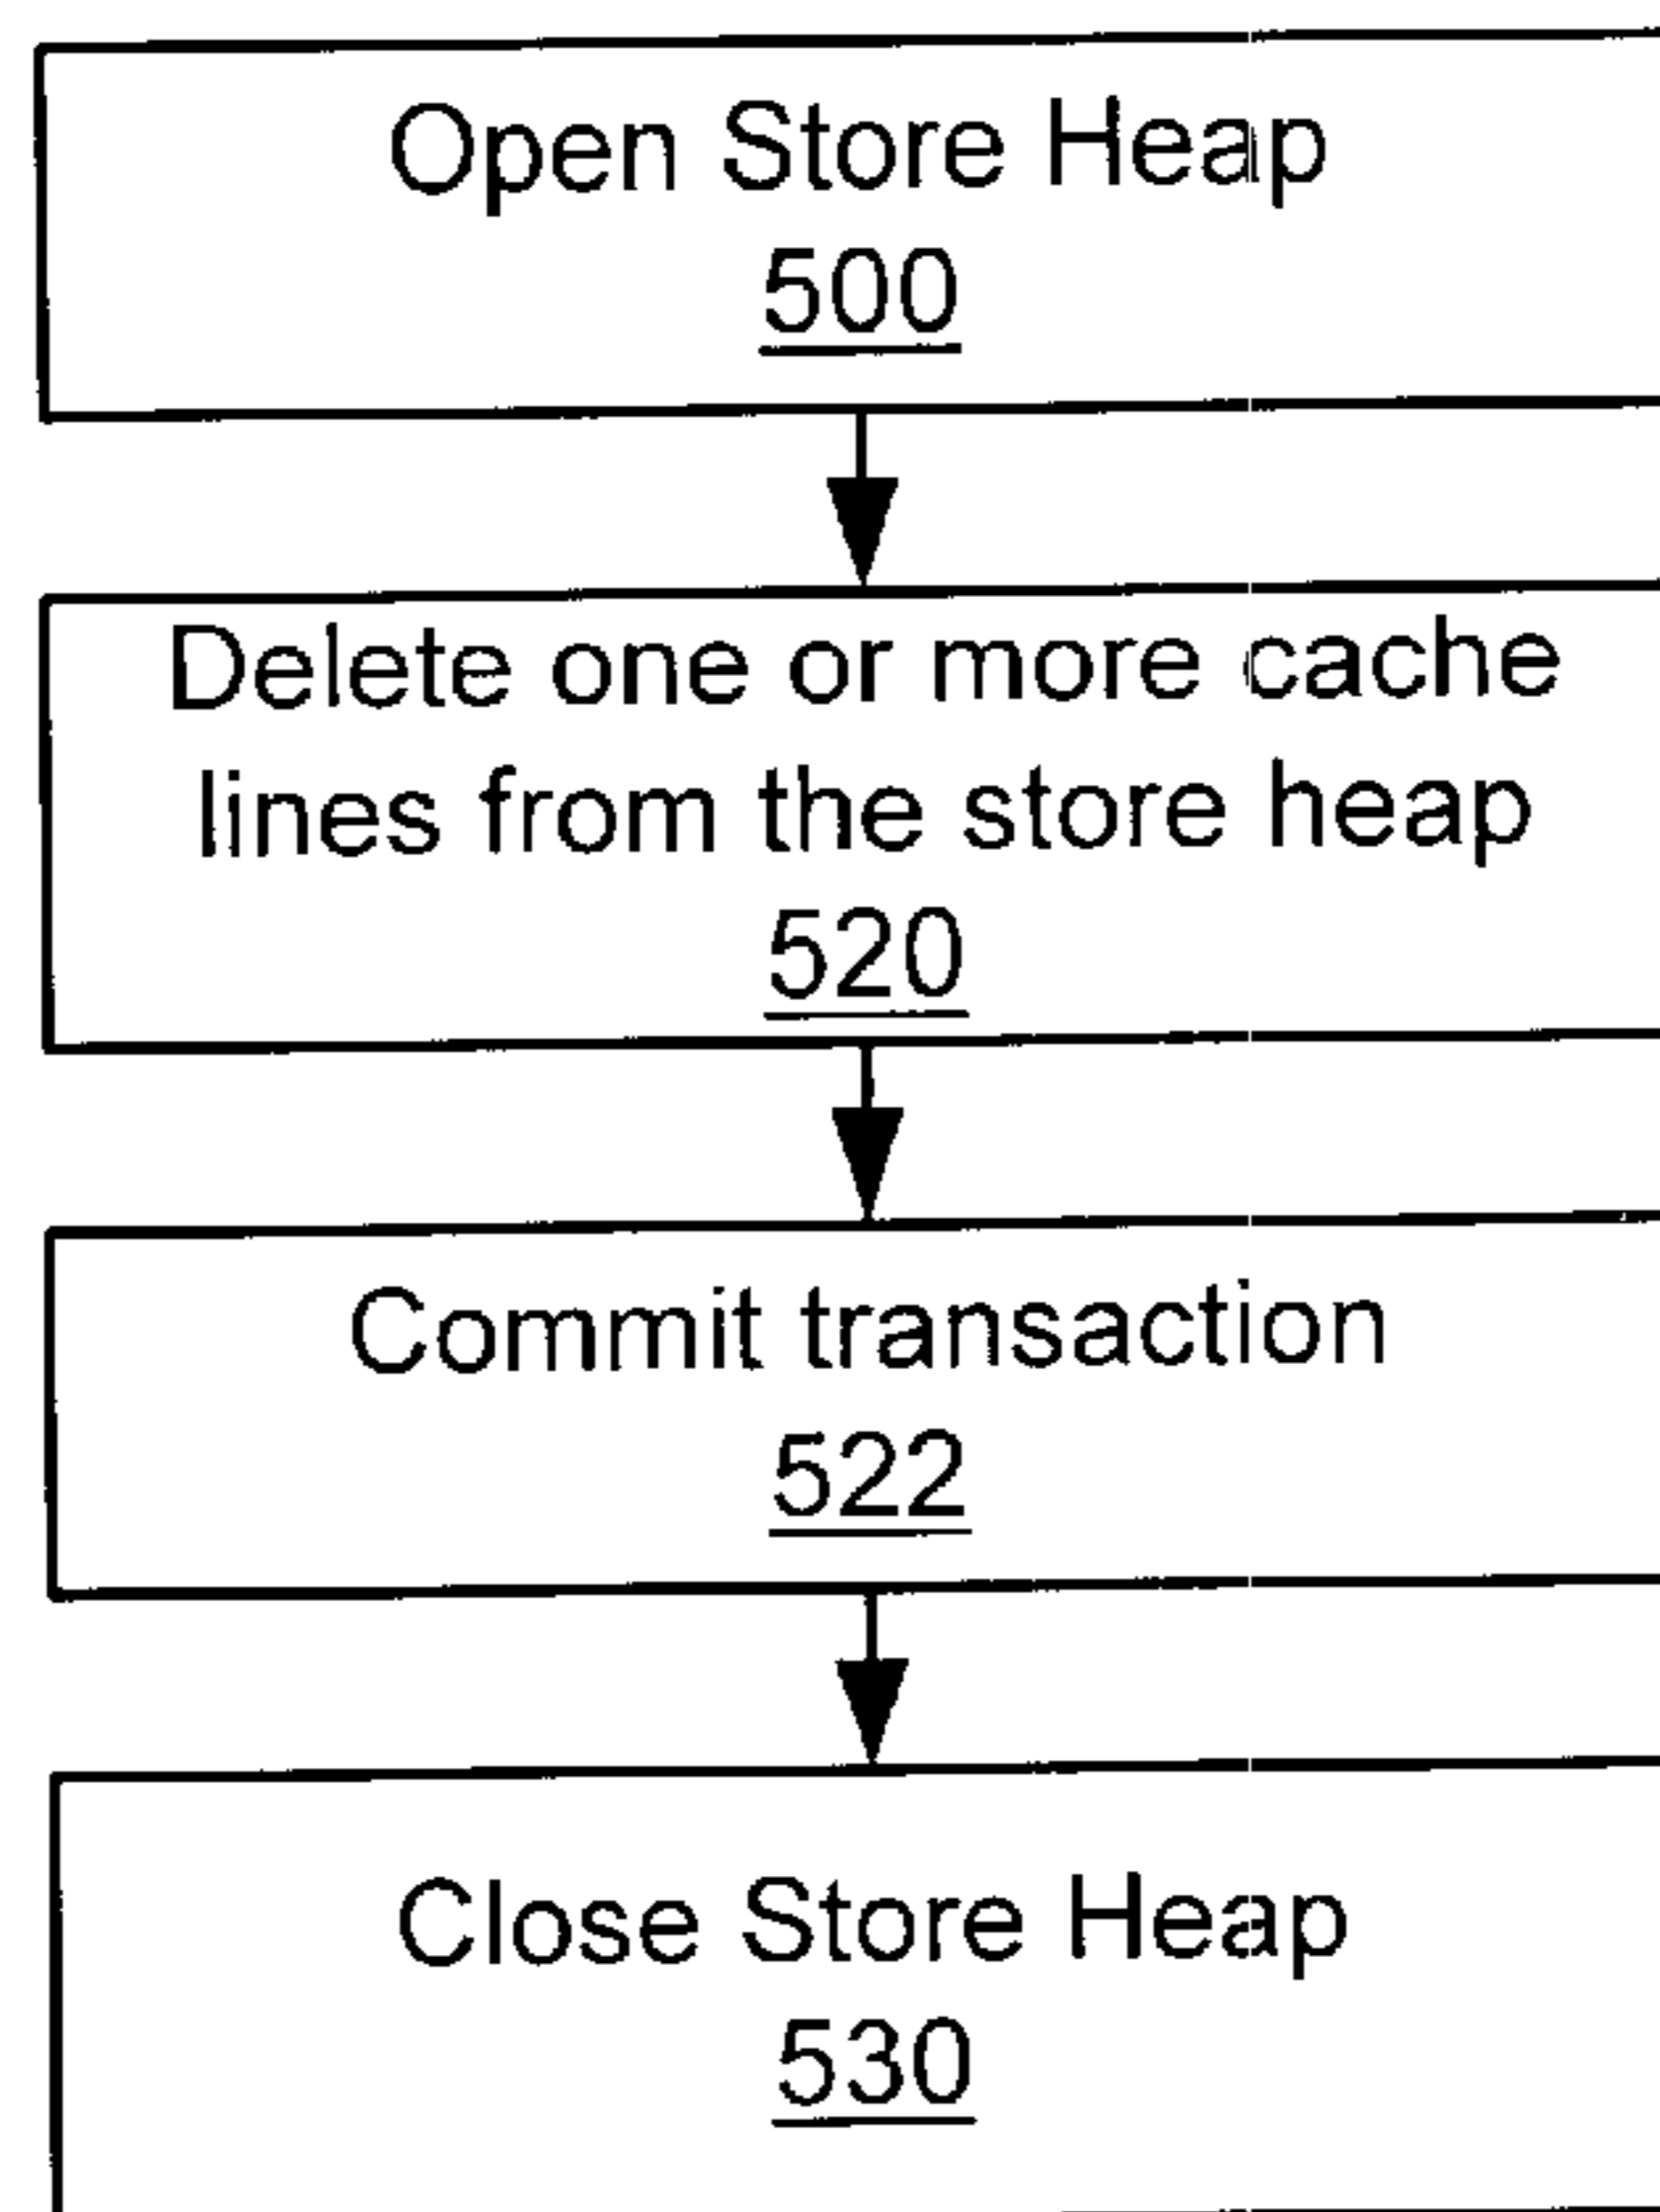 Open Store Heap
500
Delete one or more cache
lines from the store heap
520
Commit transaction
522
Close Store Heap
530